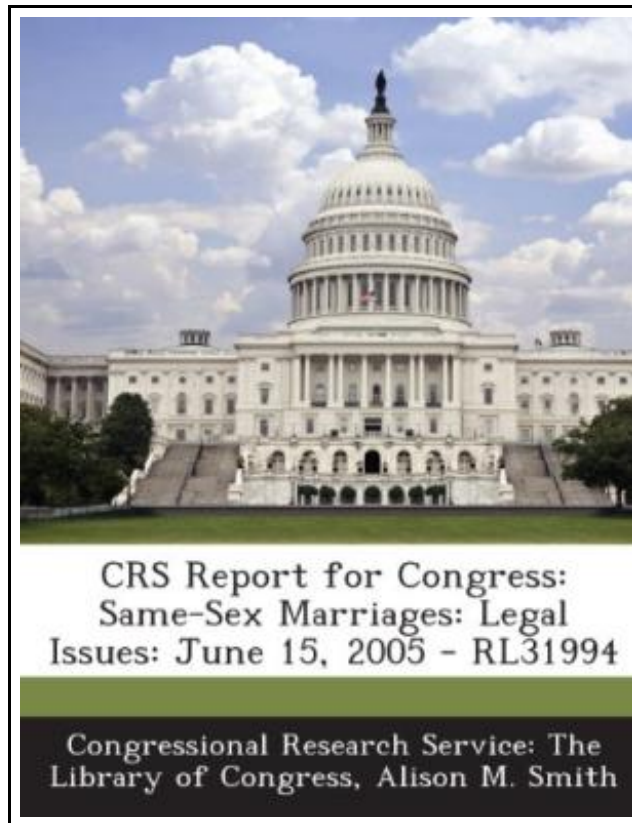 CRS Report for Congress:
Same-Sex Marriages: Legal
Issues: June 15, 2005 - RL31994
Congressional Research Service: The
Library of Congress, Alison M. Smith